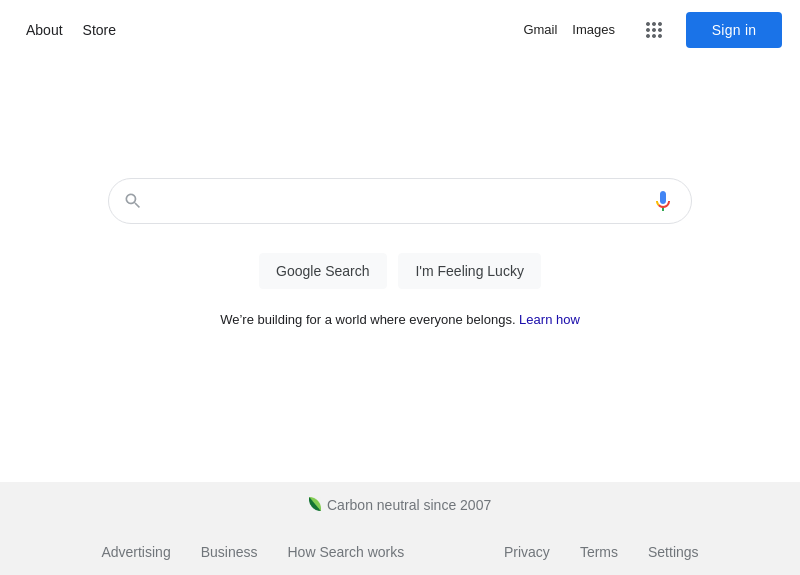 About Store Gmail Images Sign in
Google Search I'm Feeling Lucky
We’re building for a world where everyone belongs. Learn how
Carbon neutral since 2007
Advertising Business How Search works Privacy Terms Settings